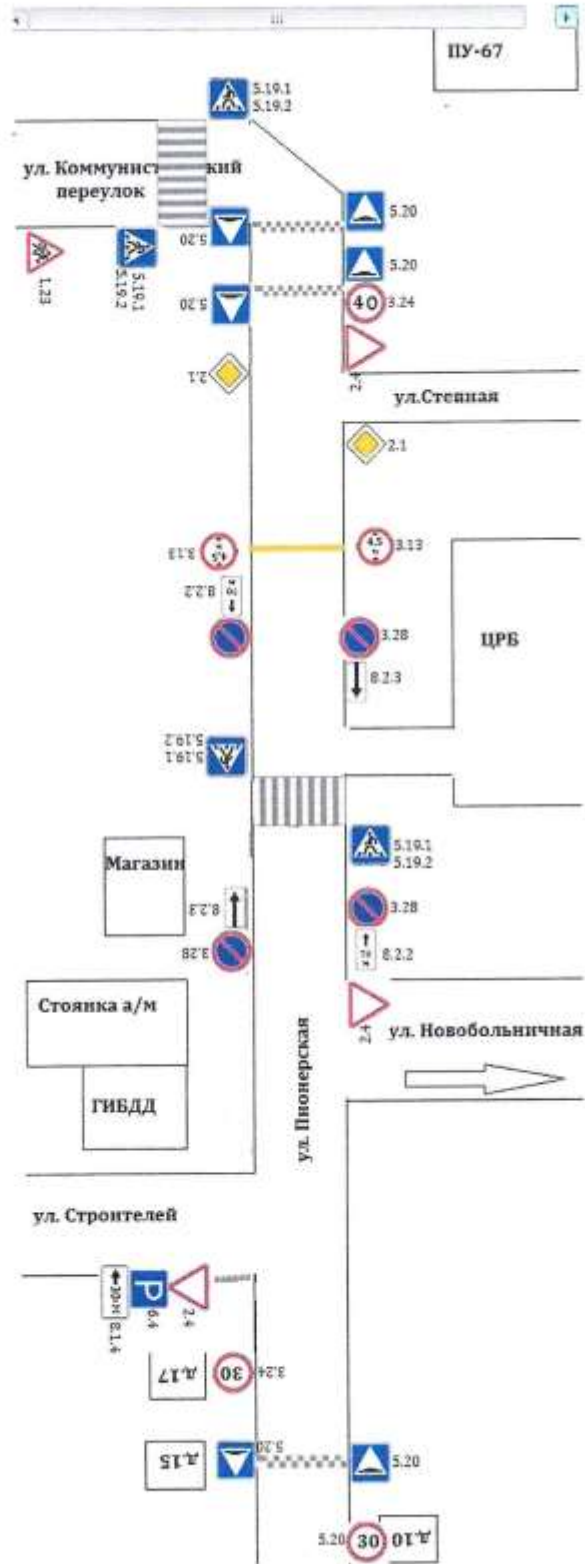 ПУ-67
5.19.1
5.19.2
ул. Коммунист
кий
переулок
5.20
5.20
1.23
5.19.1
5.19.2
5.20
5.20
40
3.24
2.4
2.1
ул.Степная
2.1
3.13
4.5
3.13
8.2.2
3.28
8.2.3
ЦРБ
5.19.1
5.19.2
5.19.1
5.19.2
Магазин
8.2.3
3.28
3.28
8.2.2
2.4
Стоянка а/м
ул. Новобольничная
ГИБДД
ул. Пионерская
ул. Строителей
P
8.1.4
6.4
2.4
д.17
30
3.24
д.15
5.20
5.20
5.20
30
д.10